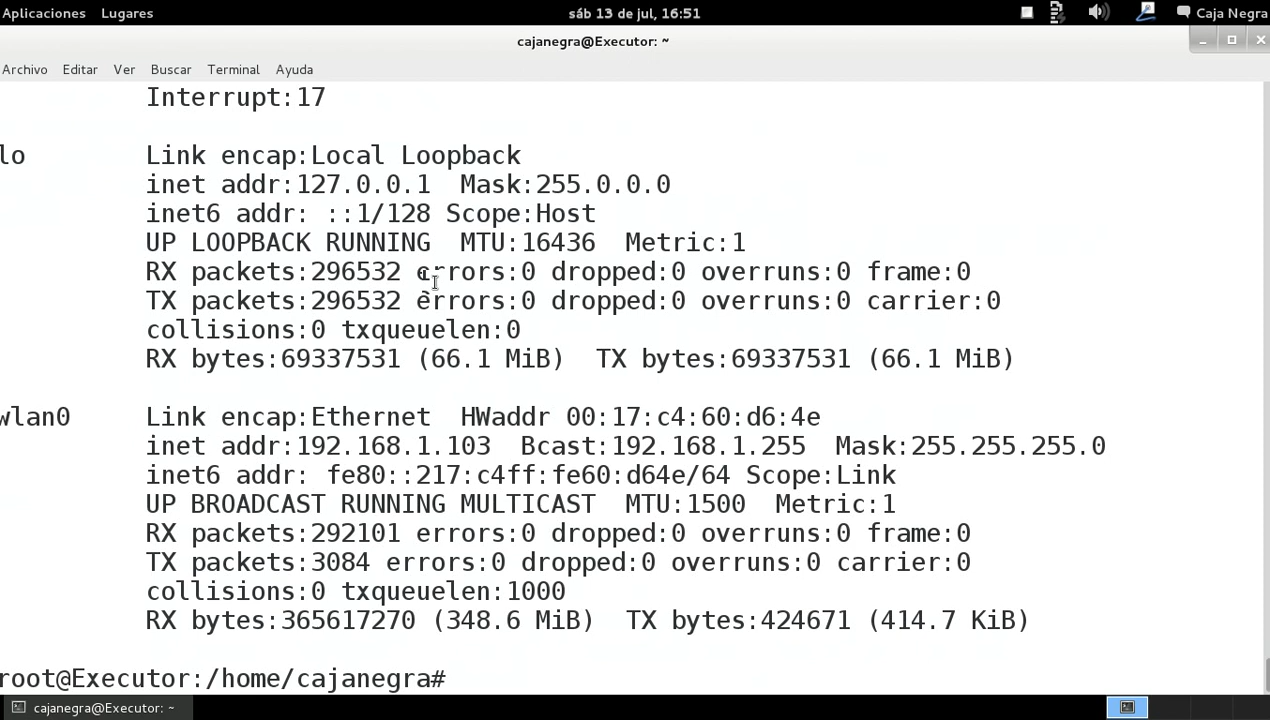 Aplicaciones Lugares sáb 13 de jul, 16:51 Caja Negra
cajanegra@Executor: ~
Archivo Editar Ver Buscar Terminal Ayuda
Interrupt:17
lo Link encap:Local Loopback
inet addr:127.0.0.1 Mask:255.0.0.0
inet6 addr: ::1/128 Scope:Host
UP LOOPBACK RUNNING MTU:16436 Metric:1
RX packets:296532 errors:0 dropped:0 overruns:0 frame:0
TX packets:296532 errors:0 dropped:0 overruns:0 carrier:0
collisions:0 txqueuelen:0
RX bytes:69337531 (66.1 MiB) TX bytes:69337531 (66.1 MiB)
wlan0 Link encap:Ethernet HWaddr 00:17:c4:60:d6:4e
inet addr:192.168.1.103 Bcast:192.168.1.255 Mask:255.255.255.0
inet6 addr: fe80::217:c4ff:fe60:d64e/64 Scope:Link
UP BROADCAST RUNNING MULTICAST MTU:1500 Metric:1
RX packets:292101 errors:0 dropped:0 overruns:0 frame:0
TX packets:3084 errors:0 dropped:0 overruns:0 carrier:0
collisions:0 txqueuelen:1000
RX bytes:365617270 (348.6 MiB) TX bytes:424671 (414.7 KiB)
root@Executor:/home/cajanegra#
cajanegra@Executor: ~